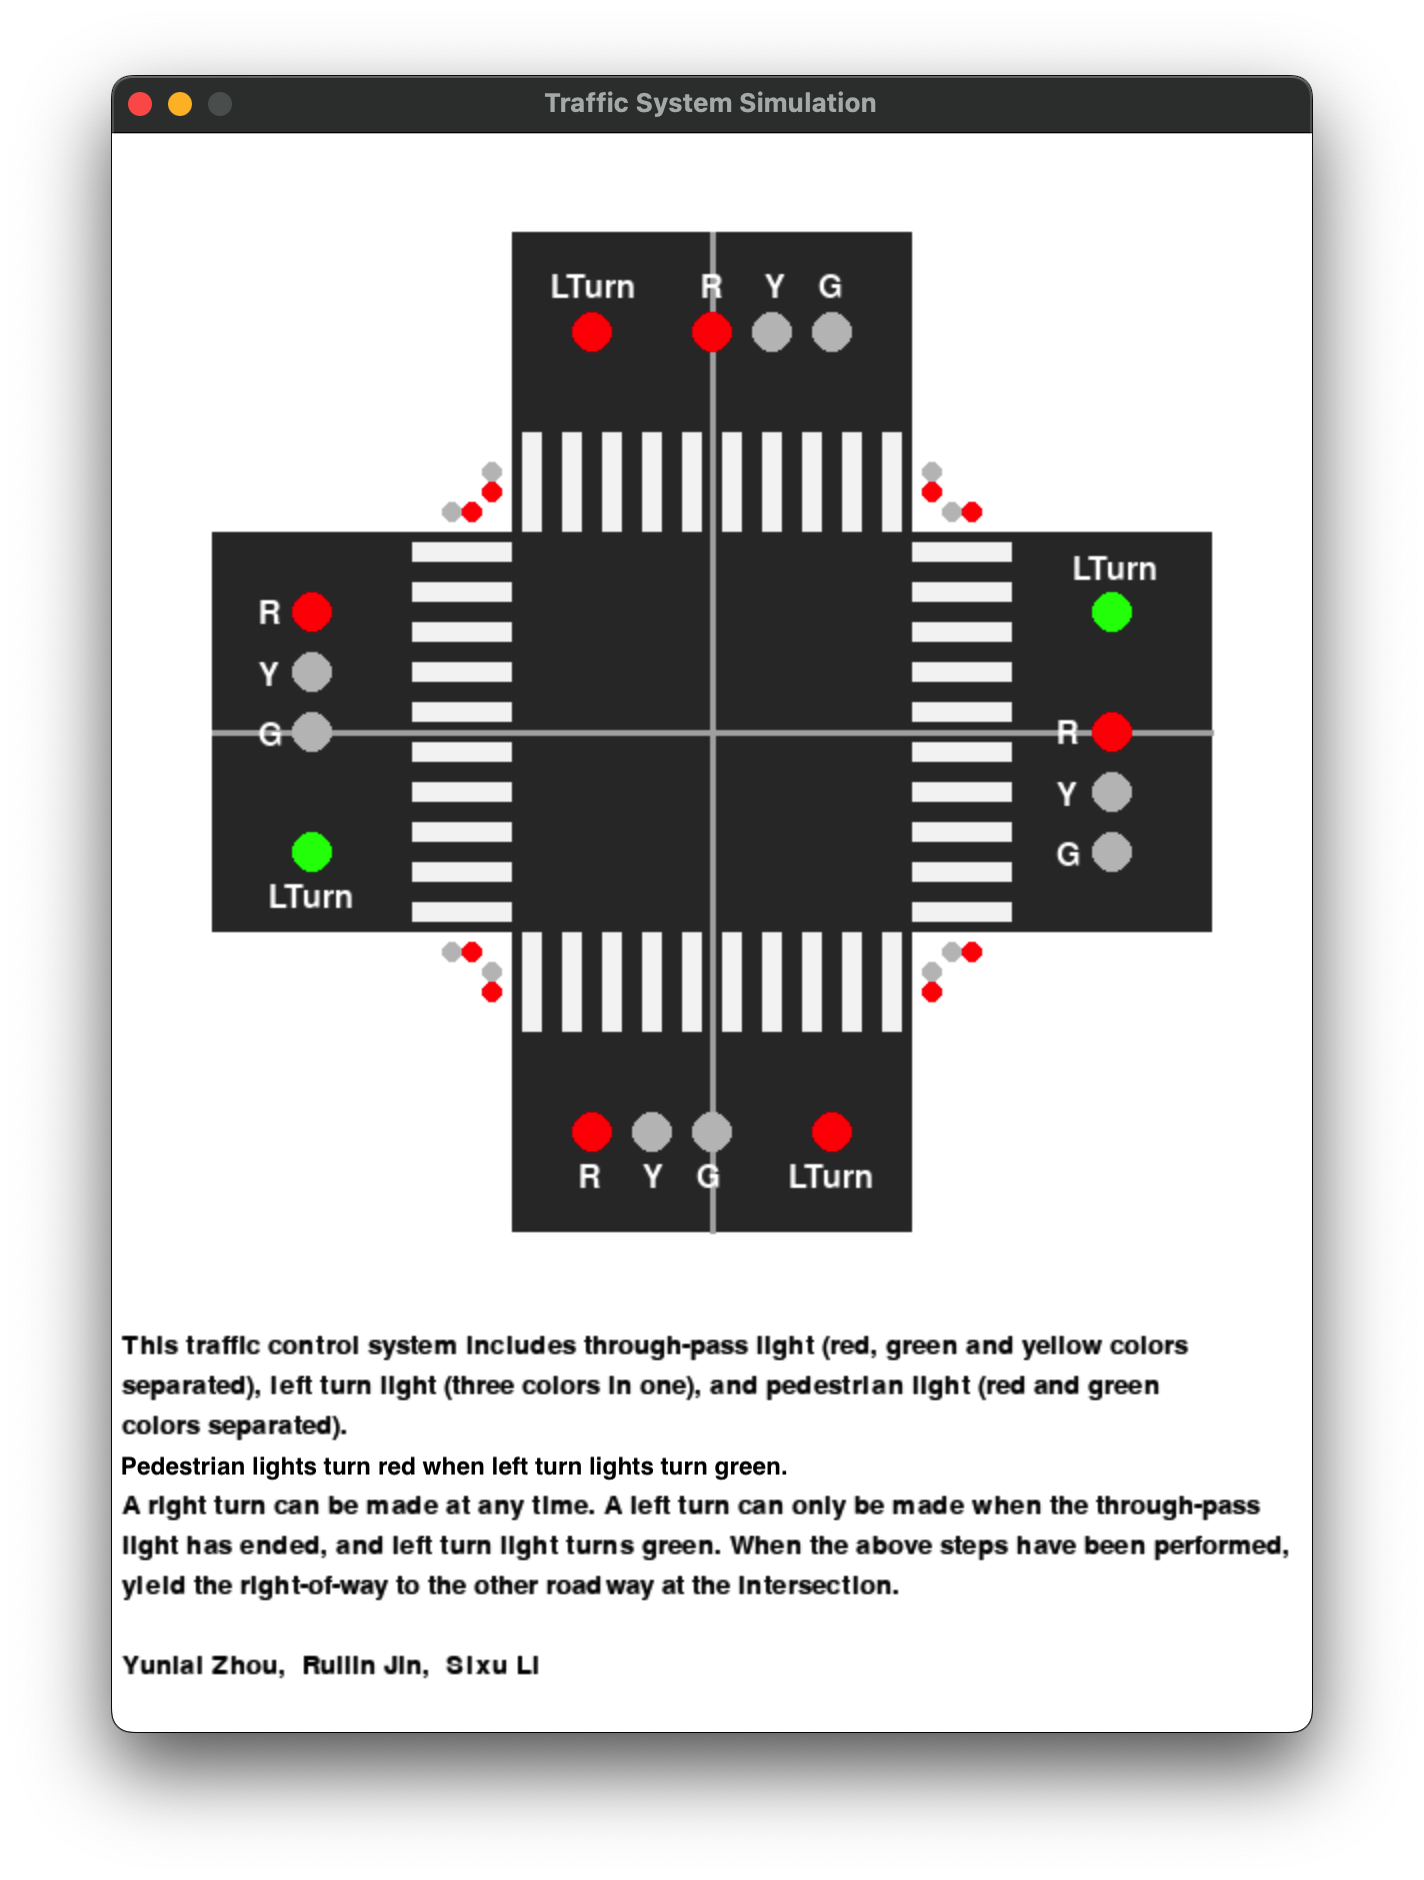 Traffic System Simulation
LTurn R Y G
LTurn
R
Y
G
R
Y
G
LTurn
R Y G LTurn
This traffic control system includes through-pass light (red, green and yellow colors
separated), left turn light (three colors in one), and pedestrian light (red and green
colors separated).
Pedestrian lights turn red when left turn lights turn green.
A right turn can be made at any time. A left turn can only be made when the through-pass
light has ended, and left turn light turns green. When the above steps have been performed,
yield the right-of-way to the other roadway at the intersection.
Yunlai Zhou, Ruilin Jin, Sixu Li